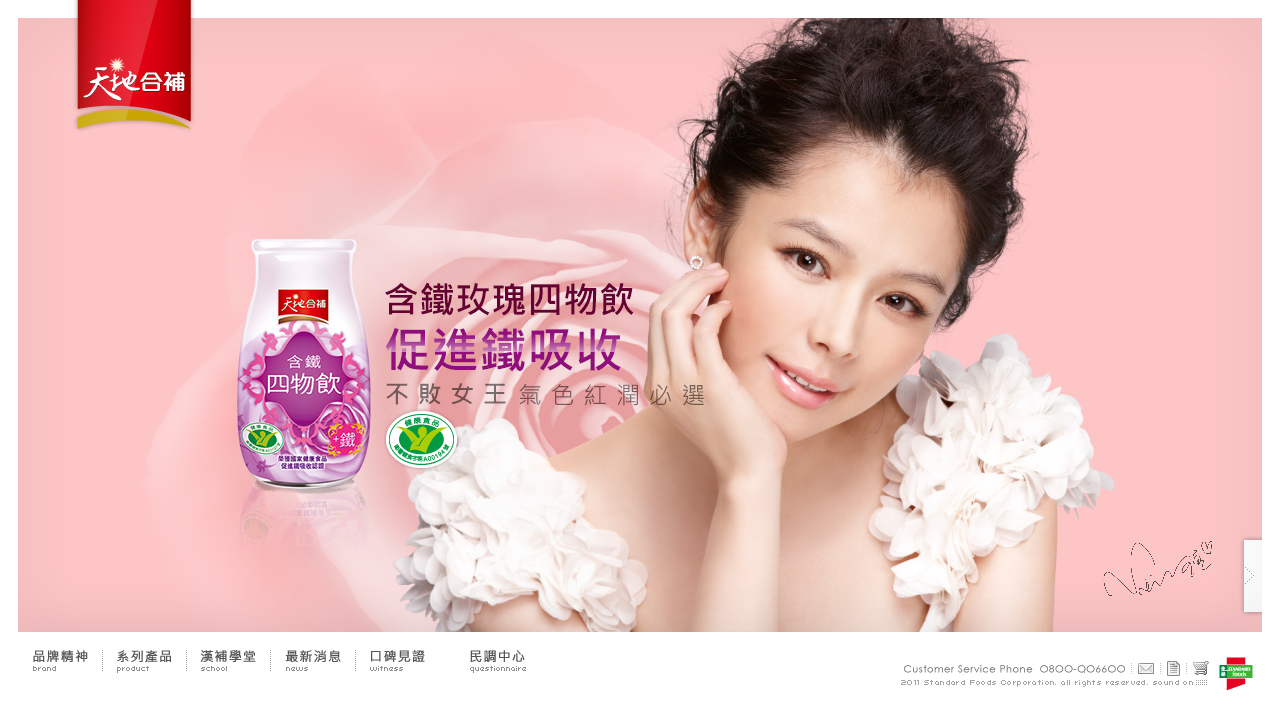 天地合補
含鐵玫瑰四物飲
促進鐵吸收
不敗女王氣色紅潤必選
天地合補
含鐵
四物飲
+鐵
榮獲國家健康食品
促進鐵吸收認證
健康食品
品牌精神
brand
系列產品
product
漢補學堂
school
最新消息
news
口碑見證
witness
民調中心
questionnaire
Customer Service Phone 0800-006600
2011 Standard Foods Corporation. all rights reserved. sound on
STANDARD
foods